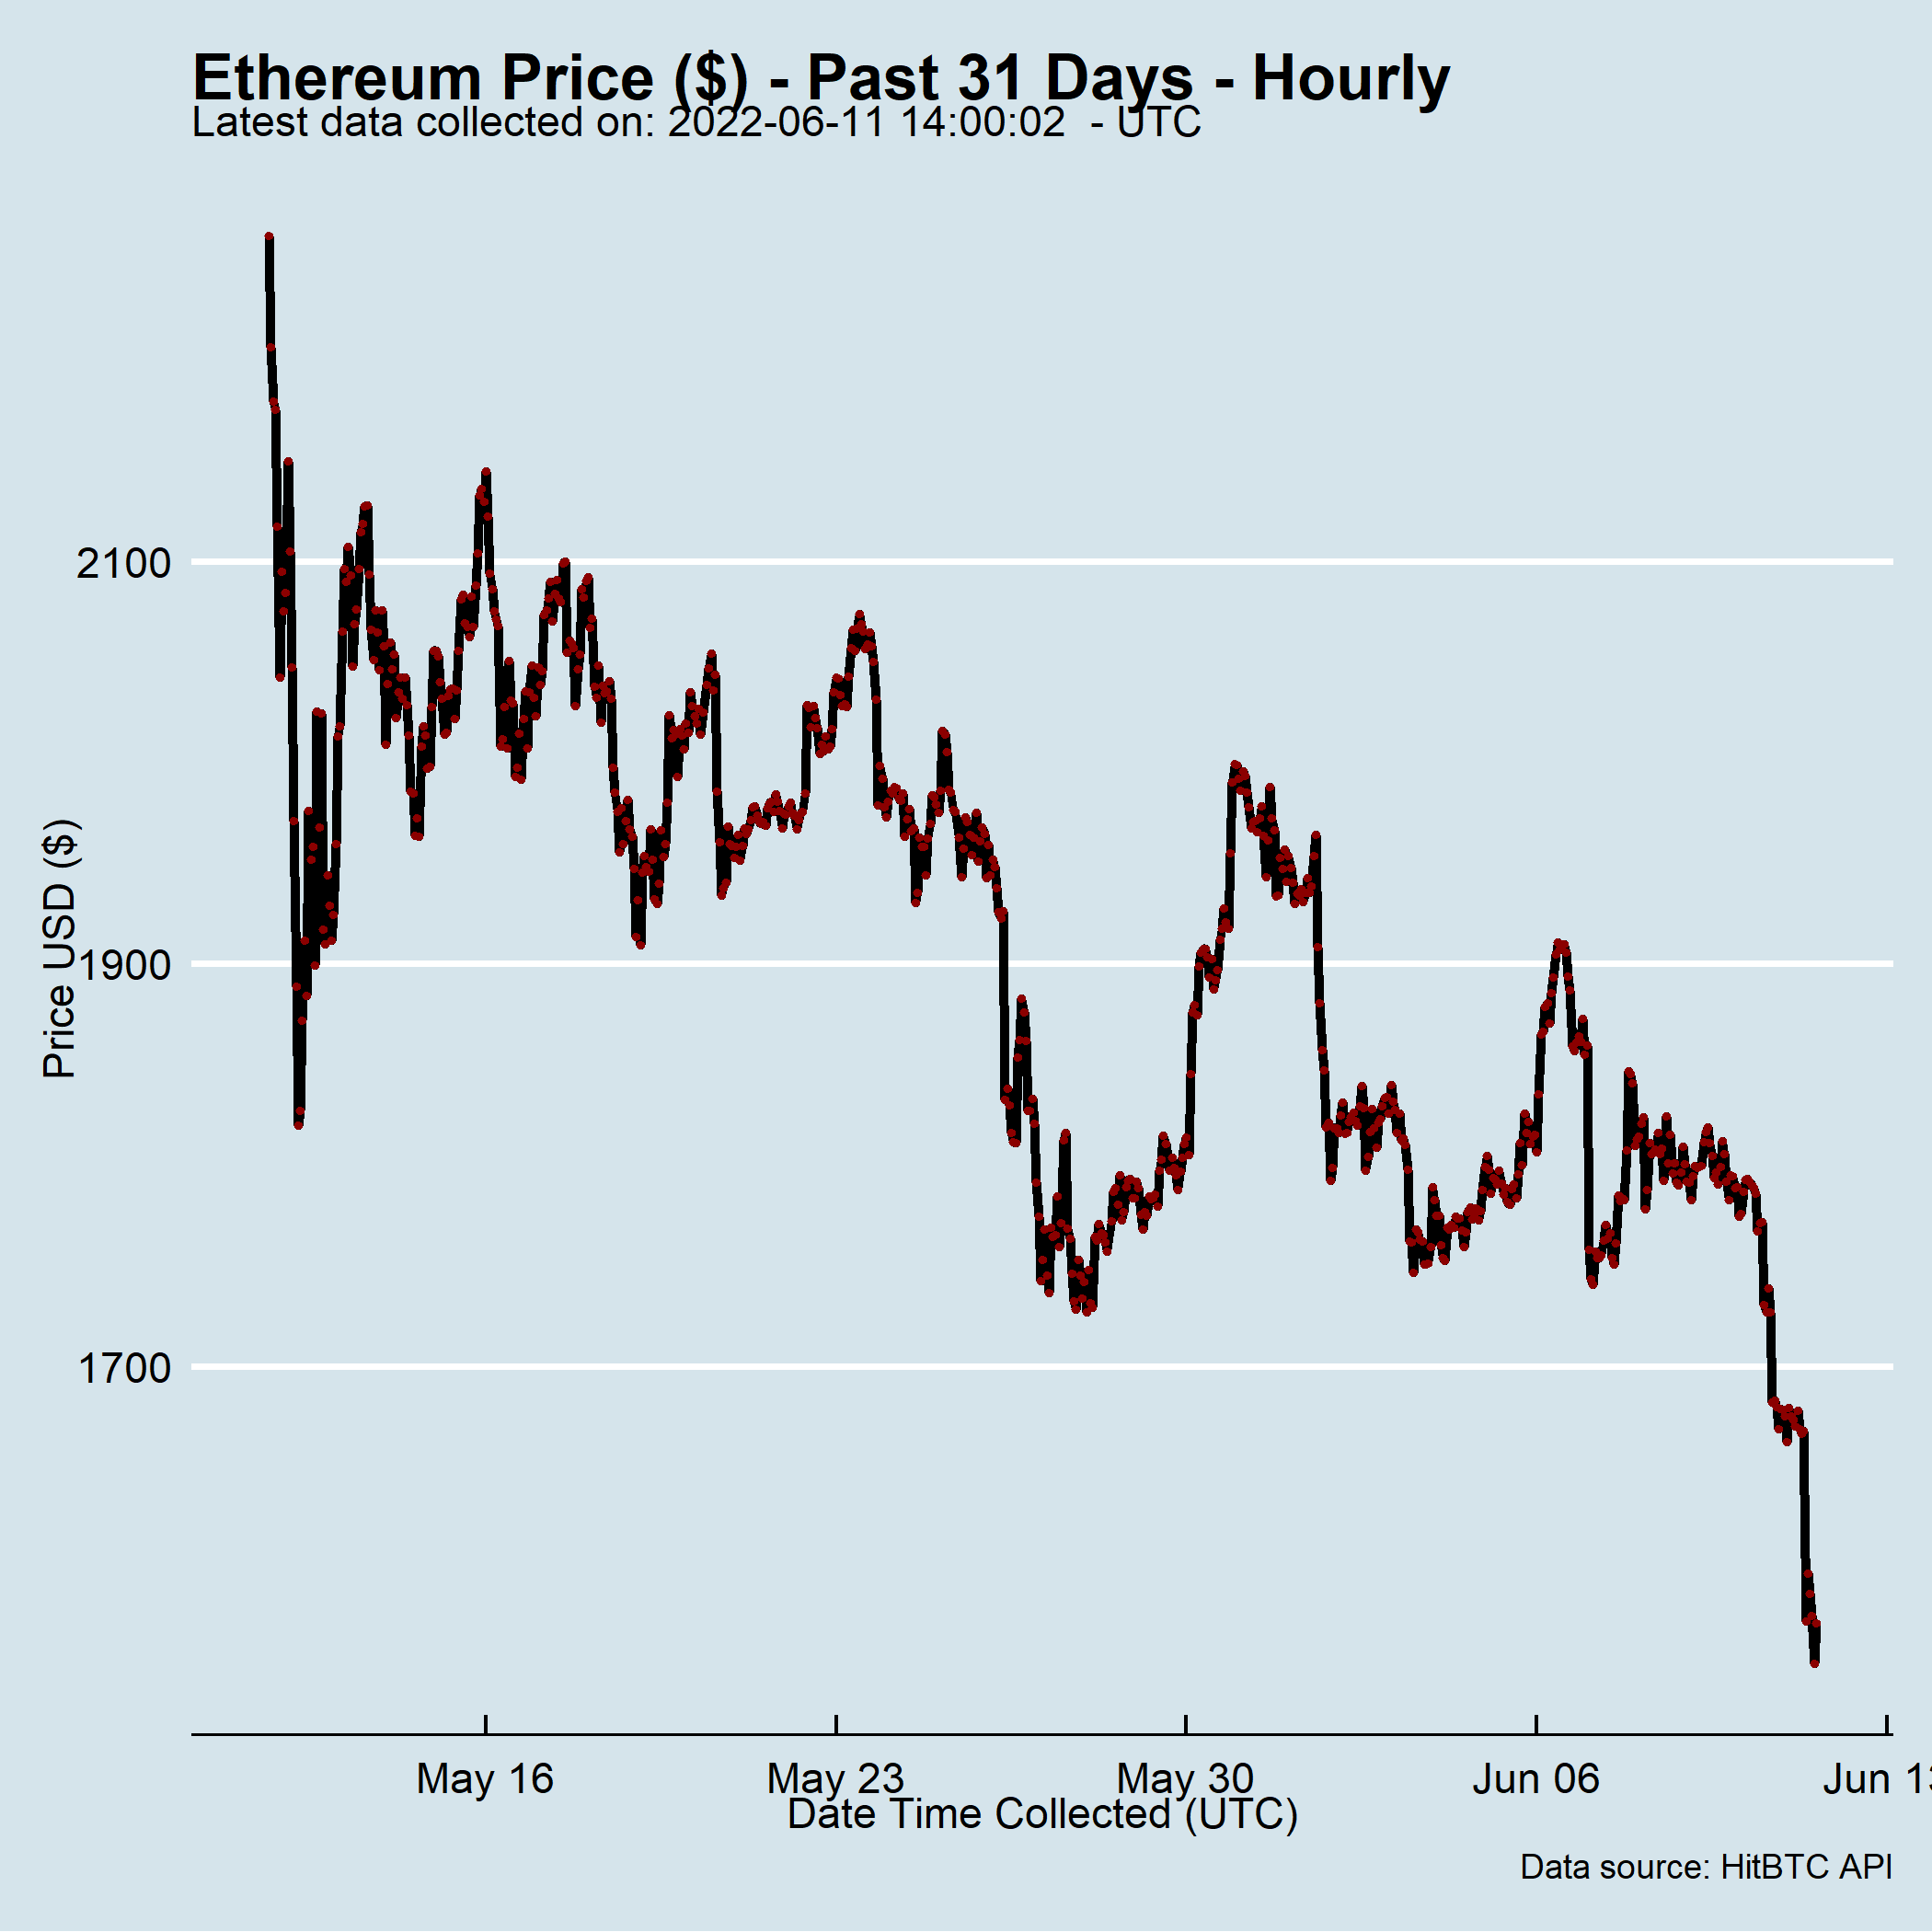 Ethereum Price ($) - Past 31 Days - Hourly
Latest data collected on: 2022-06-11 14:00:02  - UTC
Price USD ($)
2100
1900
1700
May 16
May 23
May 30
Jun 06
Jun 13
Date Time Collected (UTC)
Data source: HitBTC API